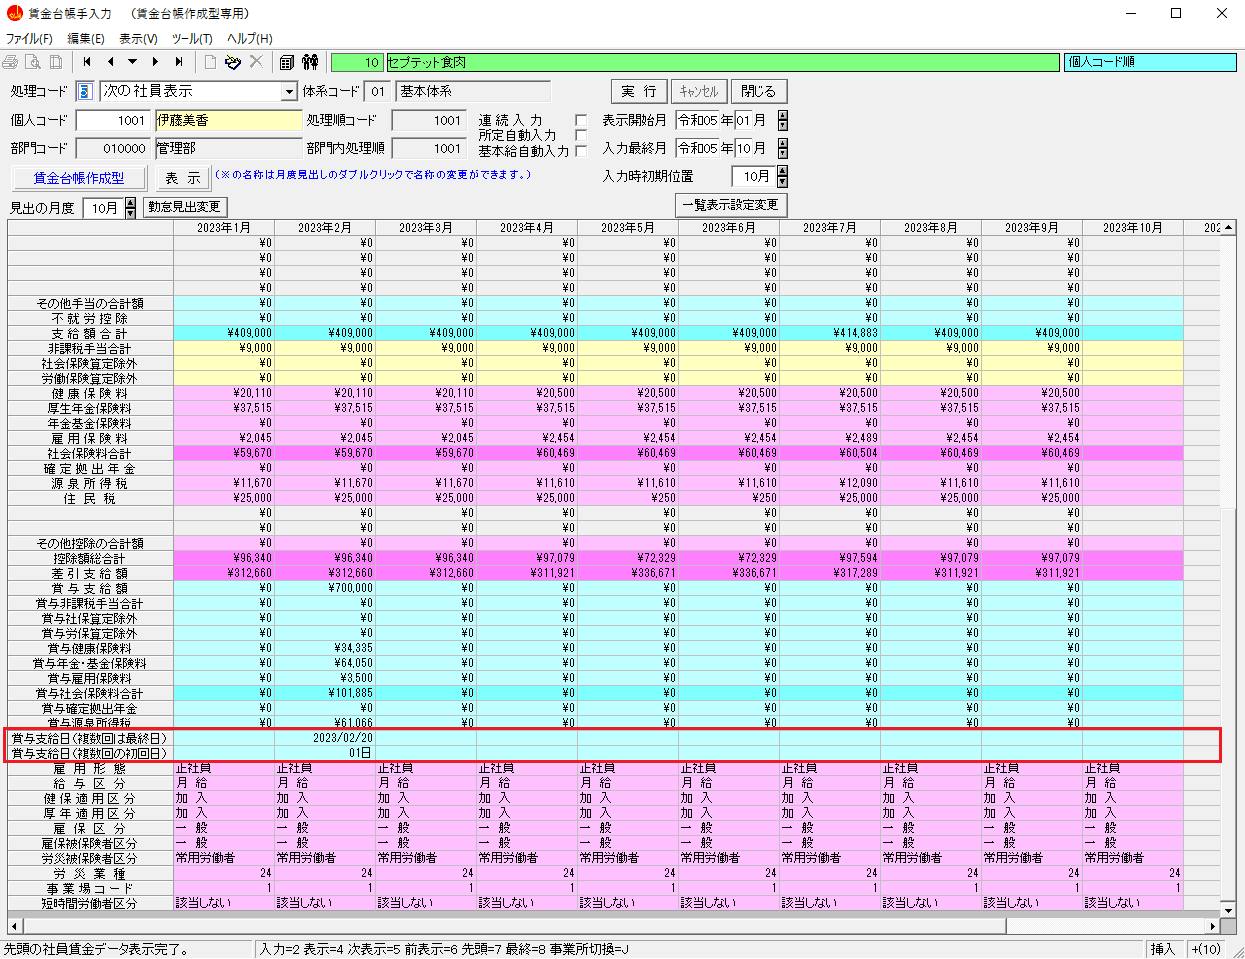 賃金台帳手入力　（賃金台帳作成型専用）
ファイル(F)　編集(E)　表示(V)　ツール(T)　ヘルプ(H)
10 セプテット食肉 個人コード順
処理コード 5 次の社員表示 体系コード 01 基本体系 実 行 キャンセル 閉じる
個人コード 1001 伊藤美香 処理順コード 1001 連 続 入 力 表示開始月 令和05 年 01 月
所定自動入力
部門コード 010000 管理部 部門内処理順 1001 基本給自動入力 入力最終月 令和05 年 10 月
賃金台帳作成型 表 示 (※の名称は月度見出しのダブルクリックで名称の変更ができます。) 入力時初期位置 10月
見出の月度 10月 勤怠見出変更 一覧表示設定変更
2023年1月 2023年2月 2023年3月 2023年4月 2023年5月 2023年6月 2023年7月 2023年8月 2023年9月 2023年10月 202
¥0 ¥0 ¥0 ¥0 ¥0 ¥0 ¥0 ¥0 ¥0
¥0 ¥0 ¥0 ¥0 ¥0 ¥0 ¥0 ¥0 ¥0
¥0 ¥0 ¥0 ¥0 ¥0 ¥0 ¥0 ¥0 ¥0
¥0 ¥0 ¥0 ¥0 ¥0 ¥0 ¥0 ¥0 ¥0
その他手当の合計額 ¥0 ¥0 ¥0 ¥0 ¥0 ¥0 ¥0 ¥0 ¥0
不 就 労 控 除 ¥0 ¥0 ¥0 ¥0 ¥0 ¥0 ¥0 ¥0 ¥0
支 給 額 合 計 ¥409,000 ¥409,000 ¥409,000 ¥409,000 ¥409,000 ¥409,000 ¥414,883 ¥409,000 ¥409,000
非課税手当合計 ¥9,000 ¥9,000 ¥9,000 ¥9,000 ¥9,000 ¥9,000 ¥9,000 ¥9,000 ¥9,000
社会保険算定除外 ¥0 ¥0 ¥0 ¥0 ¥0 ¥0 ¥0 ¥0 ¥0
労働保険算定除外 ¥0 ¥0 ¥0 ¥0 ¥0 ¥0 ¥0 ¥0 ¥0
健 康 保 険 料 ¥20,110 ¥20,110 ¥20,110 ¥20,500 ¥20,500 ¥20,500 ¥20,500 ¥20,500 ¥20,500
厚生年金保険料 ¥37,515 ¥37,515 ¥37,515 ¥37,515 ¥37,515 ¥37,515 ¥37,515 ¥37,515 ¥37,515
年金基金保険料 ¥0 ¥0 ¥0 ¥0 ¥0 ¥0 ¥0 ¥0 ¥0
雇 用 保 険 料 ¥2,045 ¥2,045 ¥2,045 ¥2,454 ¥2,454 ¥2,454 ¥2,489 ¥2,454 ¥2,454
社会保険料合計 ¥59,670 ¥59,670 ¥59,670 ¥60,469 ¥60,469 ¥60,469 ¥60,504 ¥60,469 ¥60,469
確 定 拠 出 年 金 ¥0 ¥0 ¥0 ¥0 ¥0 ¥0 ¥0 ¥0 ¥0
源 泉 所 得 税 ¥11,670 ¥11,670 ¥11,670 ¥11,610 ¥11,610 ¥11,610 ¥12,090 ¥11,610 ¥11,610
住 民 税 ¥25,000 ¥25,000 ¥25,000 ¥25,000 ¥250 ¥250 ¥25,000 ¥25,000 ¥25,000
¥0 ¥0 ¥0 ¥0 ¥0 ¥0 ¥0 ¥0 ¥0
¥0 ¥0 ¥0 ¥0 ¥0 ¥0 ¥0 ¥0 ¥0
その他控除の合計額 ¥0 ¥0 ¥0 ¥0 ¥0 ¥0 ¥0 ¥0 ¥0
控除額総合計 ¥96,340 ¥96,340 ¥96,340 ¥97,079 ¥72,329 ¥72,329 ¥97,594 ¥97,079 ¥97,079
差 引 支 給 額 ¥312,660 ¥312,660 ¥312,660 ¥311,921 ¥336,671 ¥336,671 ¥317,289 ¥311,921 ¥311,921
賞 与 支 給 額 ¥0 ¥700,000 ¥0 ¥0 ¥0 ¥0 ¥0 ¥0 ¥0
賞与非課税手当合計 ¥0 ¥0 ¥0 ¥0 ¥0 ¥0 ¥0 ¥0 ¥0
賞与社保算定除外 ¥0 ¥0 ¥0 ¥0 ¥0 ¥0 ¥0 ¥0 ¥0
賞与労保算定除外 ¥0 ¥0 ¥0 ¥0 ¥0 ¥0 ¥0 ¥0 ¥0
賞与健康保険料 ¥0 ¥34,335 ¥0 ¥0 ¥0 ¥0 ¥0 ¥0 ¥0
賞与年金・基金保険料 ¥0 ¥64,050 ¥0 ¥0 ¥0 ¥0 ¥0 ¥0 ¥0
賞与雇用保険料 ¥0 ¥3,500 ¥0 ¥0 ¥0 ¥0 ¥0 ¥0 ¥0
賞与社会保険料合計 ¥0 ¥101,885 ¥0 ¥0 ¥0 ¥0 ¥0 ¥0 ¥0
賞与確定拠出年金 ¥0 ¥0 ¥0 ¥0 ¥0 ¥0 ¥0 ¥0 ¥0
賞与源泉所得税 ¥0 ¥61,066 ¥0 ¥0 ¥0 ¥0 ¥0 ¥0 ¥0
賞与支給日(複数回は最終日) 2023/02/20
賞与支給日(複数回の初回日) 01日
雇 用 形 態 正社員 正社員 正社員 正社員 正社員 正社員 正社員 正社員 正社員 正社員
給 与 区 分 月 給 月 給 月 給 月 給 月 給 月 給 月 給 月 給 月 給 月 給
健保適用区分 加 入 加 入 加 入 加 入 加 入 加 入 加 入 加 入 加 入 加 入
厚年適用区分 加 入 加 入 加 入 加 入 加 入 加 入 加 入 加 入 加 入 加 入
雇 保 区 分 一 般 一 般 一 般 一 般 一 般 一 般 一 般 一 般 一 般 一 般
雇保被保険者区分 一 般 一 般 一 般 一 般 一 般 一 般 一 般 一 般 一 般 一 般
労災被保険者区分 常用労働者 常用労働者 常用労働者 常用労働者 常用労働者 常用労働者 常用労働者 常用労働者 常用労働者 常用労働者
労 災 業 種 24 24 24 24 24 24 24 24 24 24
事業場コード 1 1 1 1 1 1 1 1 1 1
短時間労働者区分 該当しない 該当しない 該当しない 該当しない 該当しない 該当しない 該当しない 該当しない 該当しない 該当しない
先頭の社員賃金データ表示完了。 入力=2 表示=4 次表示=5 前表示=6 先頭=7 最終=8 事業所切換=J 挿入 +(10)